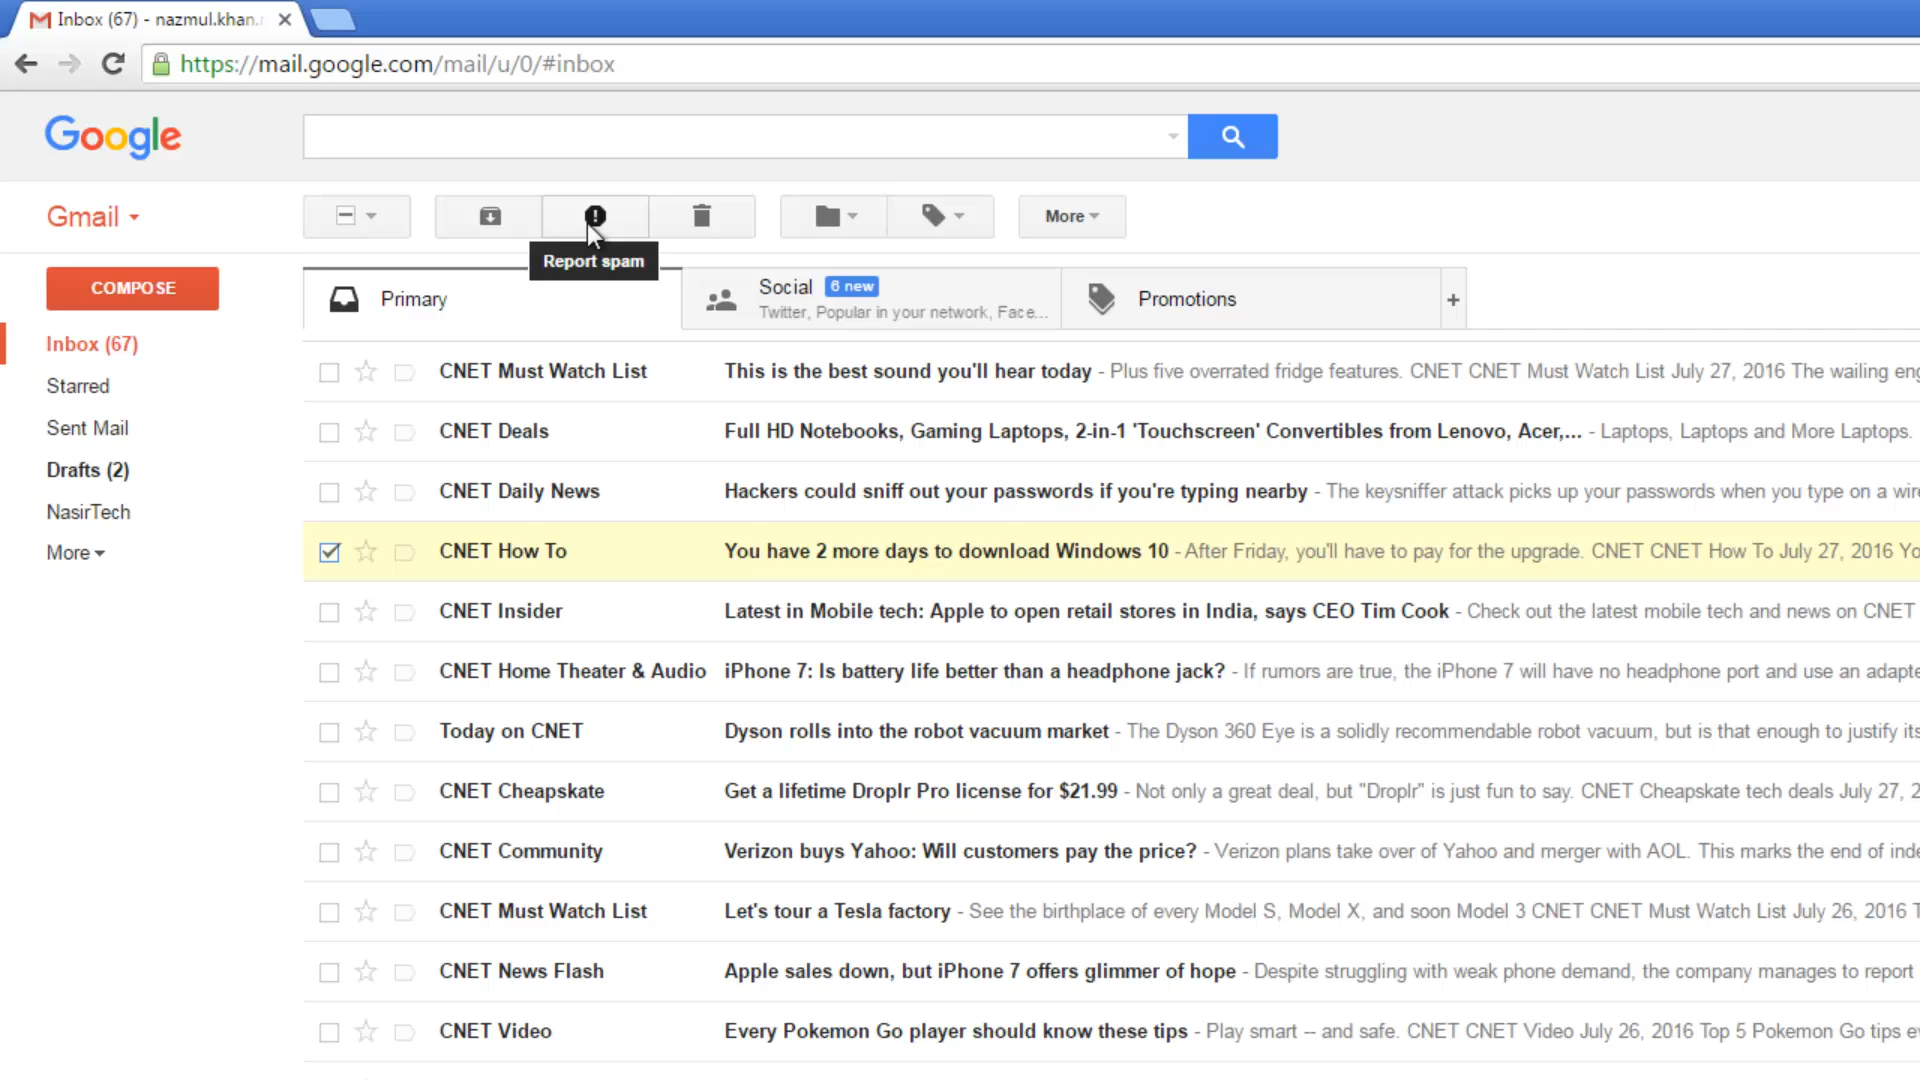 Inbox (67) - nazmul.khan.
https://mail.google.com/mail/u/0/#inbox
Google
Gmail
More
Report spam
COMPOSE
Primary
Social 6 new
Twitter, Popular in your network, Face...
Promotions
+
Inbox (67)
Starred
Sent Mail
Drafts (2)
NasirTech
More
CNET Must Watch List This is the best sound you'll hear today - Plus five overrated fridge features. CNET CNET Must Watch List July 27, 2016 The wailing
CNET Deals Full HD Notebooks, Gaming Laptops, 2-in-1 'Touchscreen' Convertibles from Lenovo, Acer,... - Laptops, Laptops and More Laptops.
CNET Daily News Hackers could sniff out your passwords if you're typing nearby - The keysniffer attack picks up your passwords when you type on a
CNET How To You have 2 more days to download Windows 10 - After Friday, you'll have to pay for the upgrade. CNET CNET How To July 27, 2016
CNET Insider Latest in Mobile tech: Apple to open retail stores in India, says CEO Tim Cook - Check out the latest mobile tech and news on CNET
CNET Home Theater & Audio iPhone 7: Is battery life better than a headphone jack? - If rumors are true, the iPhone 7 will have no headphone port and use an
Today on CNET Dyson rolls into the robot vacuum market - The Dyson 360 Eye is a solidly recommendable robot vacuum, but is that enough to justify
CNET Cheapskate Get a lifetime Droplr Pro license for $21.99 - Not only a great deal, but "Droplr" is just fun to say. CNET Cheapskate tech deals July 27,
CNET Community Verizon buys Yahoo: Will customers pay the price? - Verizon plans take over of Yahoo and merger with AOL. This marks the end of
CNET Must Watch List Let's tour a Tesla factory - See the birthplace of every Model S, Model X, and soon Model 3 CNET CNET Must Watch List July 26, 2016
CNET News Flash Apple sales down, but iPhone 7 offers glimmer of hope - Despite struggling with weak phone demand, the company manages to report
CNET Video Every Pokemon Go player should know these tips - Play smart -- and safe. CNET CNET Video July 26, 2016 Top 5 Pokemon Go tips